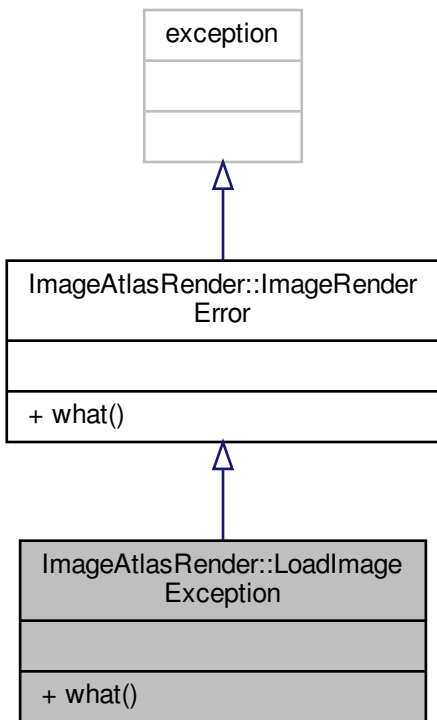 exception
ImageAtlasRender::ImageRender
Error
+ what()
ImageAtlasRender::LoadImage
Exception
+ what()